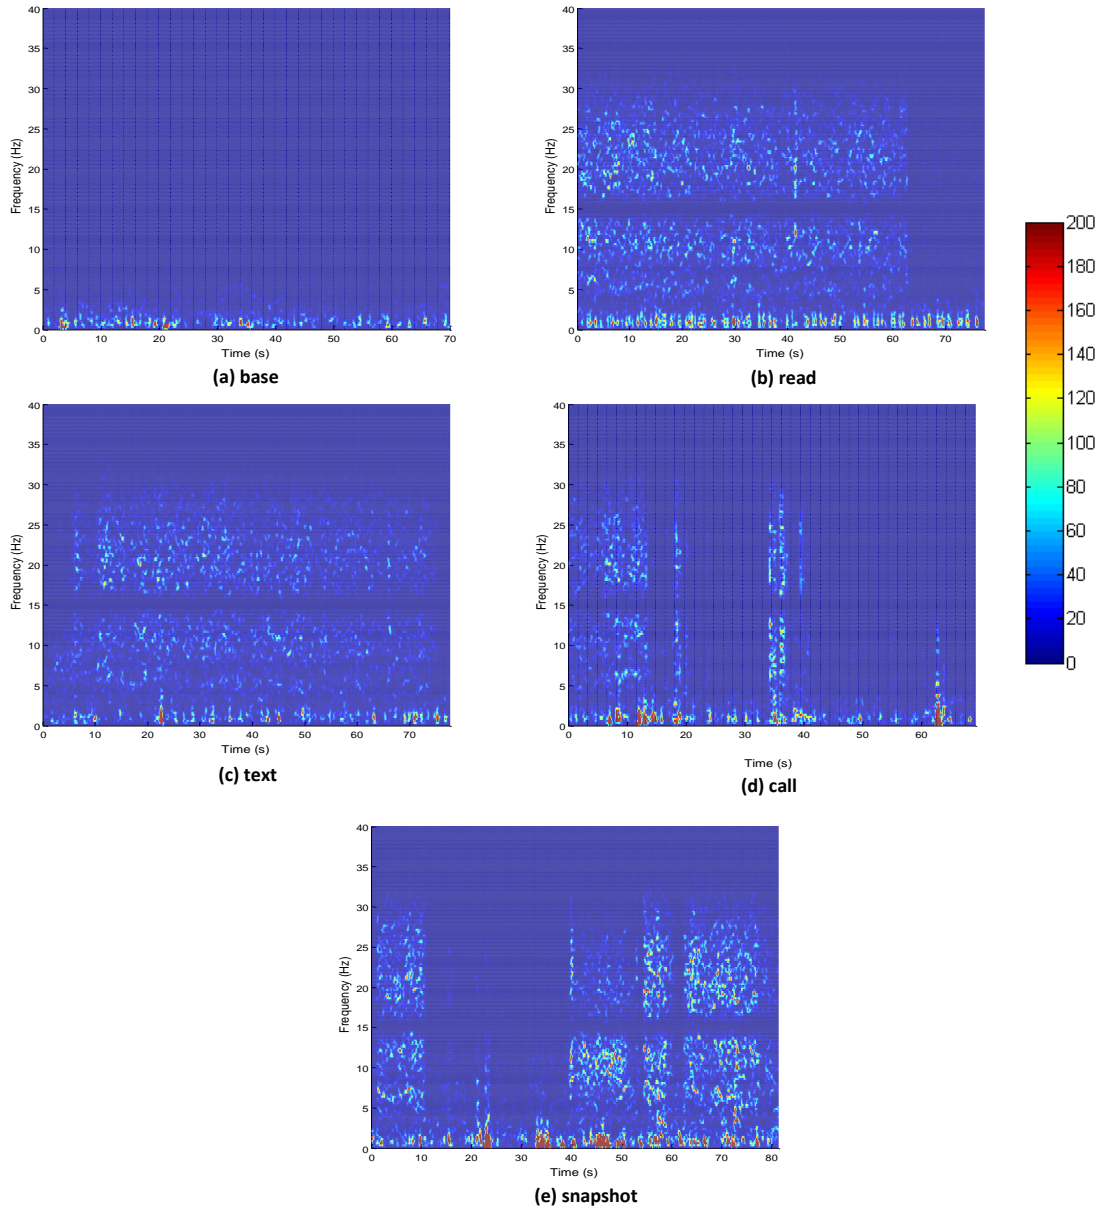 40
35
30
25
20
15
10
5
0
0 10 20 30 40 50 60 70
Frequency (Hz)
Time (s)
(a) base
40
35
30
25
20
15
10
5
0
0 10 20 30 40 50 60 70
Frequency (Hz)
Time (s)
(b) read
200
180
160
140
120
100
80
60
40
20
0
40
35
30
25
20
15
10
5
0
0 10 20 30 40 50 60 70
Frequency (Hz)
Time (s)
(c) text
40
35
30
25
20
15
10
5
0
0 10 20 30 40 50 60
Frequency (Hz)
Time (s)
(d) call
40
35
30
25
20
15
10
5
0
0 10 20 30 40 50 60 70 80
Frequency (Hz)
Time (s)
(e) snapshot